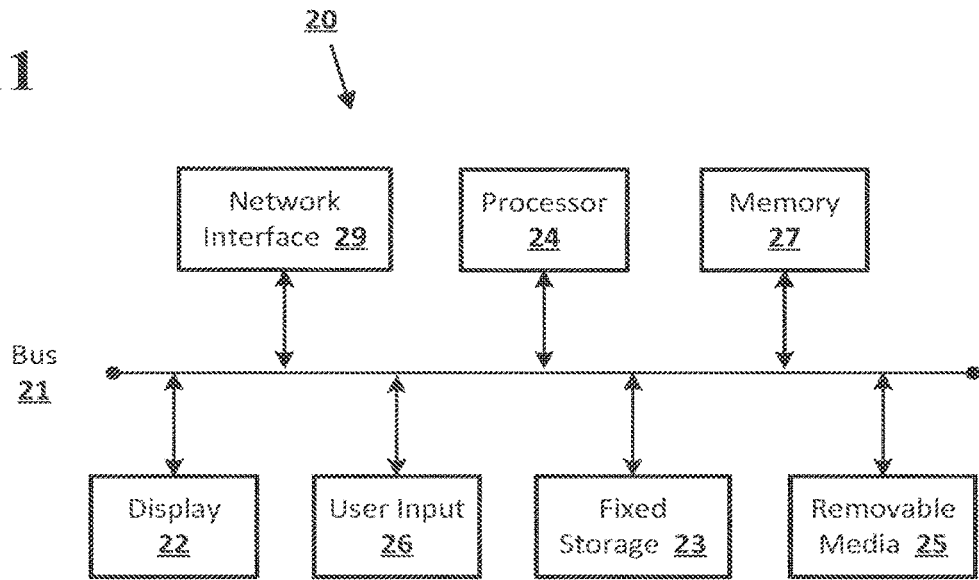 20
Network
Interface 29
Processor
24
Memory
27
Bus
21
Display
22
User Input
26
Fixed
Storage 23
Removable
Media 25